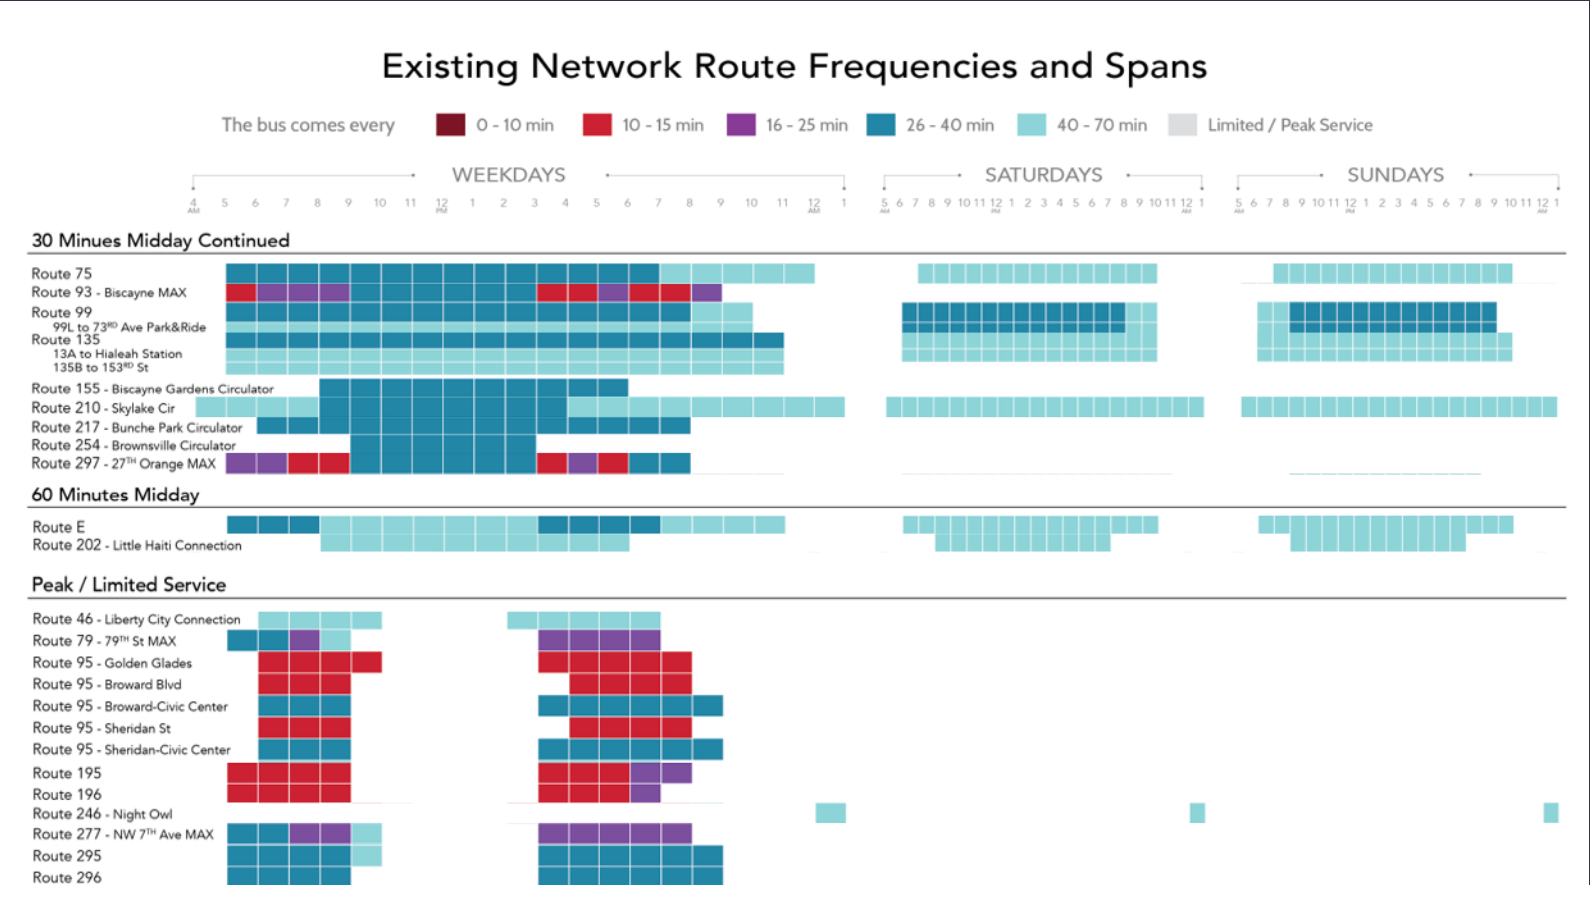 Existing Network Route Frequencies and Spans
The bus comes every 0 - 10 min 10 - 15 min 16 - 25 min 26 - 40 min 40 - 70 min Limited / Peak Service
WEEKDAYS SATURDAYS SUNDAYS
4 AM 5 6 7 8 9 10 11 12 PM 1 2 3 4 5 6 7 8 9 10 11 12 AM 1 5 AM 6 7 8 9 10 11 12 PM 1 2 3 4 5 6 7 8 9 10 11 12 AM 1 5 AM 6 7 8 9 10 11 12 PM 1 2 3 4 5 6 7 8 9 10 11 12 AM 1
30 Minues Midday Continued
Route 75
Route 93 - Biscayne MAX
Route 99
99L to 73RD Ave Park&Ride
Route 135
13A to Hialeah Station
135B to 153RD St
Route 155 - Biscayne Gardens Circulator
Route 210 - Skylake Cir
Route 217 - Bunche Park Circulator
Route 254 - Brownsville Circulator
Route 297 - 27TH Orange MAX
60 Minutes Midday
Route E
Route 202 - Little Haiti Connection
Peak / Limited Service
Route 46 - Liberty City Connection
Route 79 - 79TH St MAX
Route 95 - Golden Glades
Route 95 - Broward Blvd
Route 95 - Broward-Civic Center
Route 95 - Sheridan St
Route 95 - Sheridan-Civic Center
Route 195
Route 196
Route 246 - Night Owl
Route 277 - NW 7TH Ave MAX
Route 295
Route 296